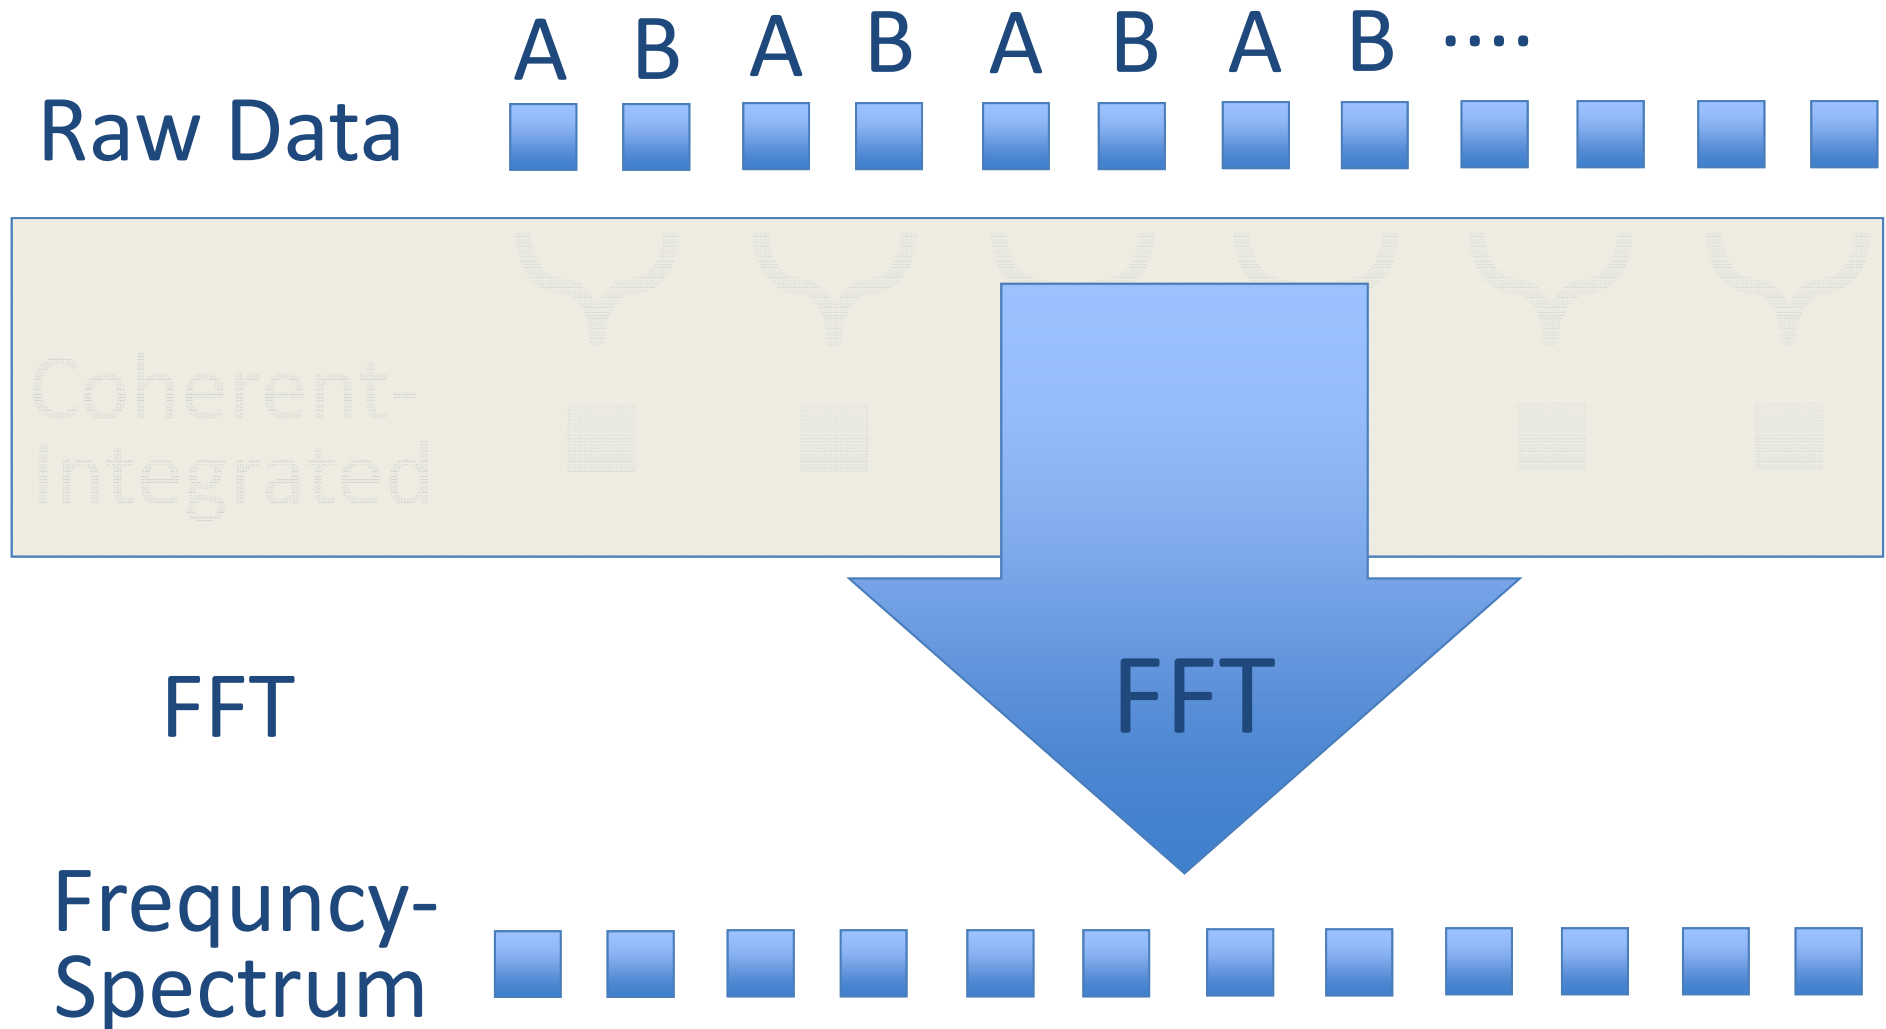 A B A B A B A B ....
Raw Data
Coherent-
Integrated
FFT
FFT
Frequncy-
Spectrum